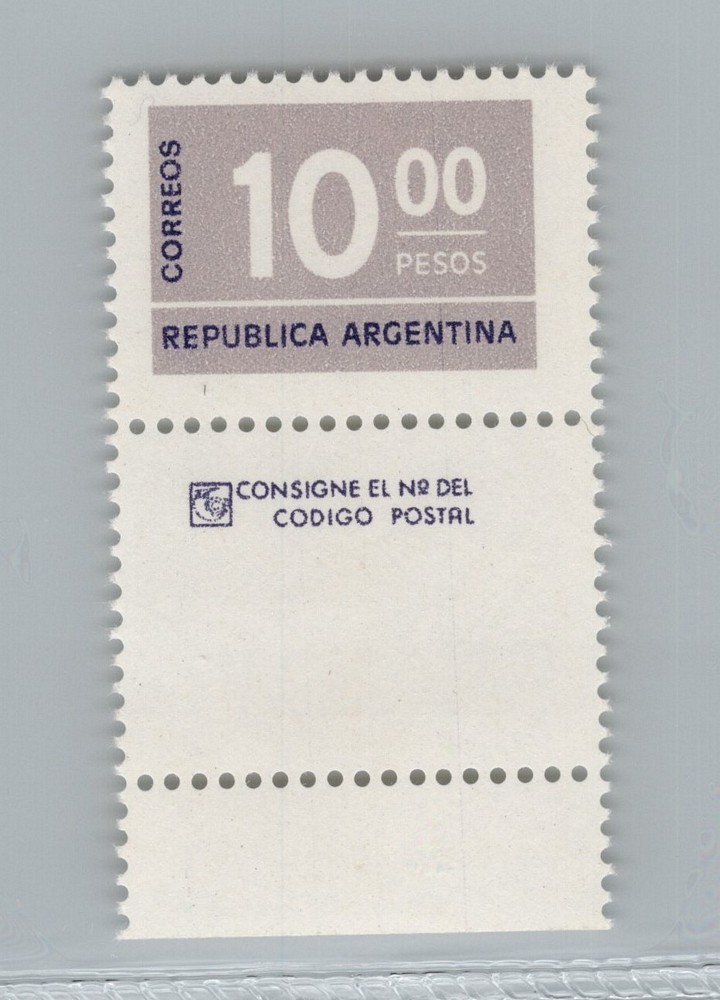 CORREOS
10 00
PESOS
REPUBLICA ARGENTINA
CONSIGNE EL Nº DEL
CODIGO POSTAL